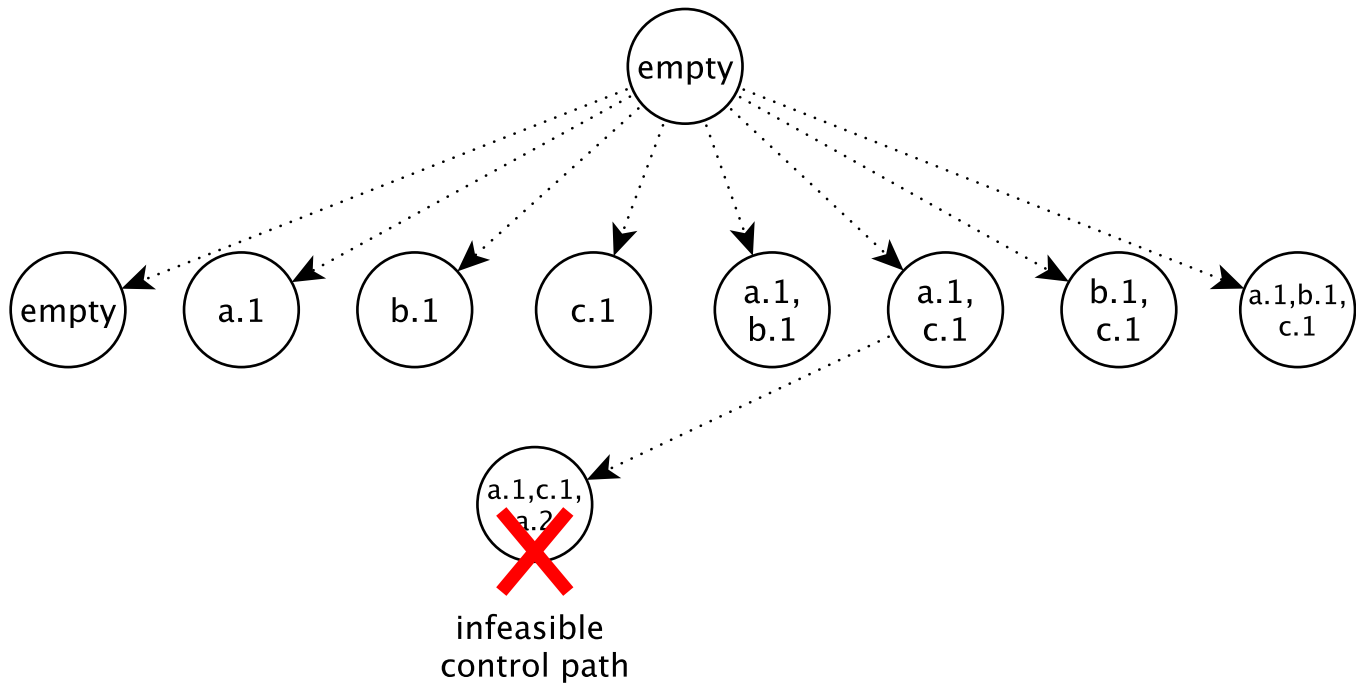 empty
empty
a.1
b.1
c.1
a.1,
b.1
a.1,
c.1
b.1,
c.1
a.1,b.1,
c.1
a.1,c.1,
a.2
infeasible
control path